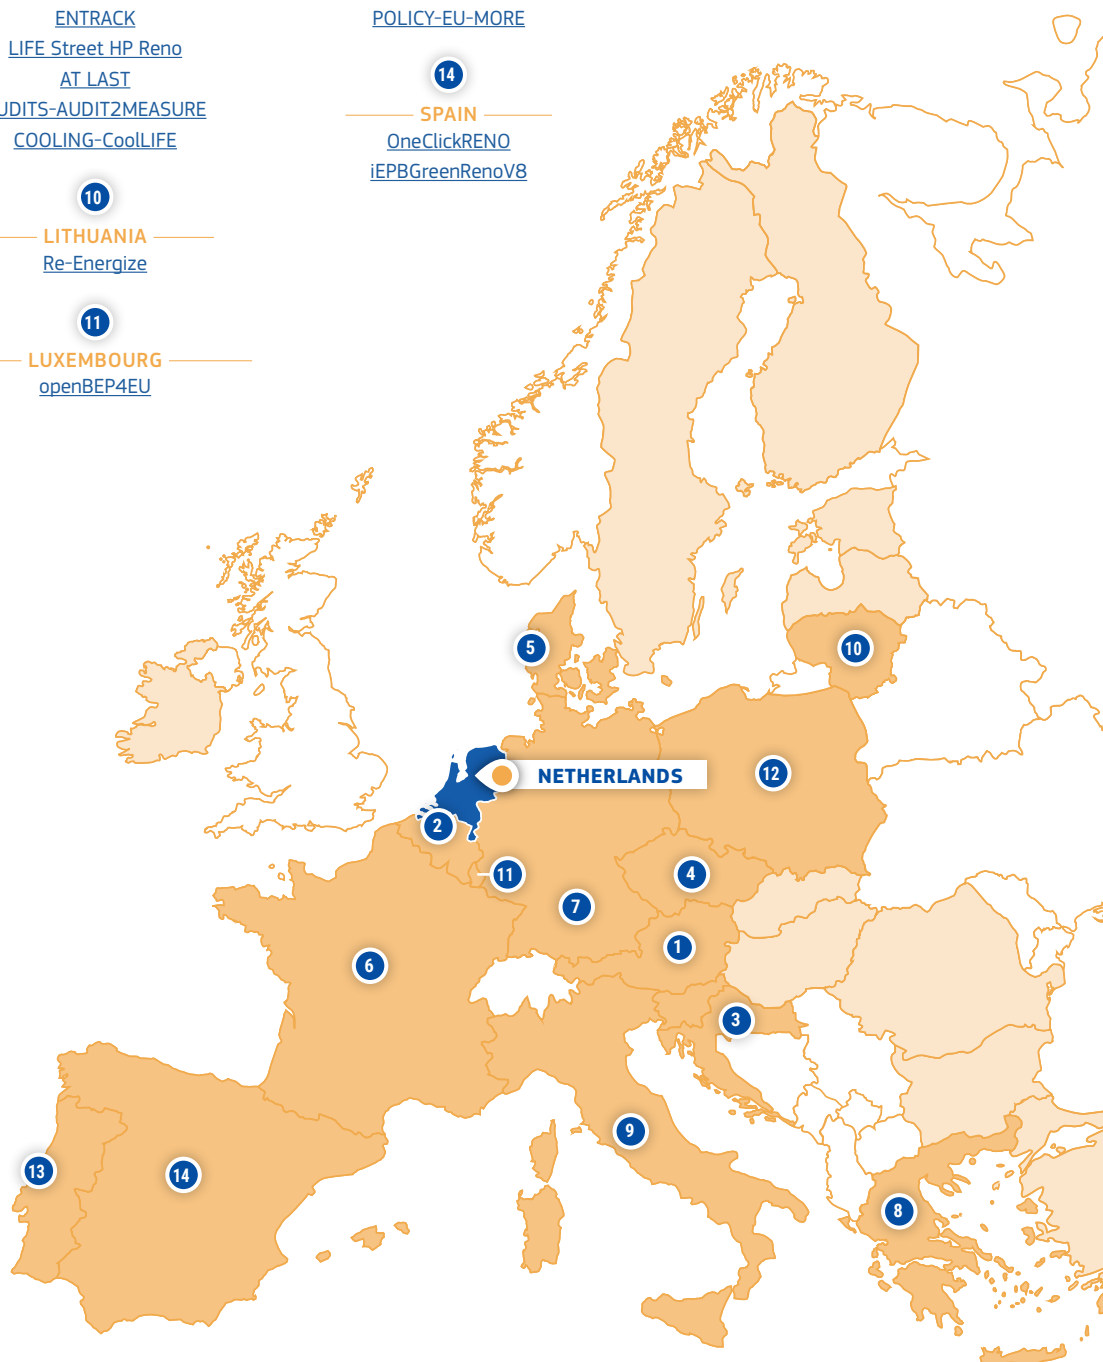 ENTRACK
LIFE Street HP Reno
AT LAST
UDITS-AUDIT2MEASURE
COOLING-CoolLIFE
10
LITHUANIA
Re-Energize
11
LUXEMBOURG
openBEP4EU
POLICY-EU-MORE
14
SPAIN
OneClickRENO
iEPBGreenRenoV8
5
10
NETHERLANDS
12
2
11
4
7
1
6
3
9
13
14
8